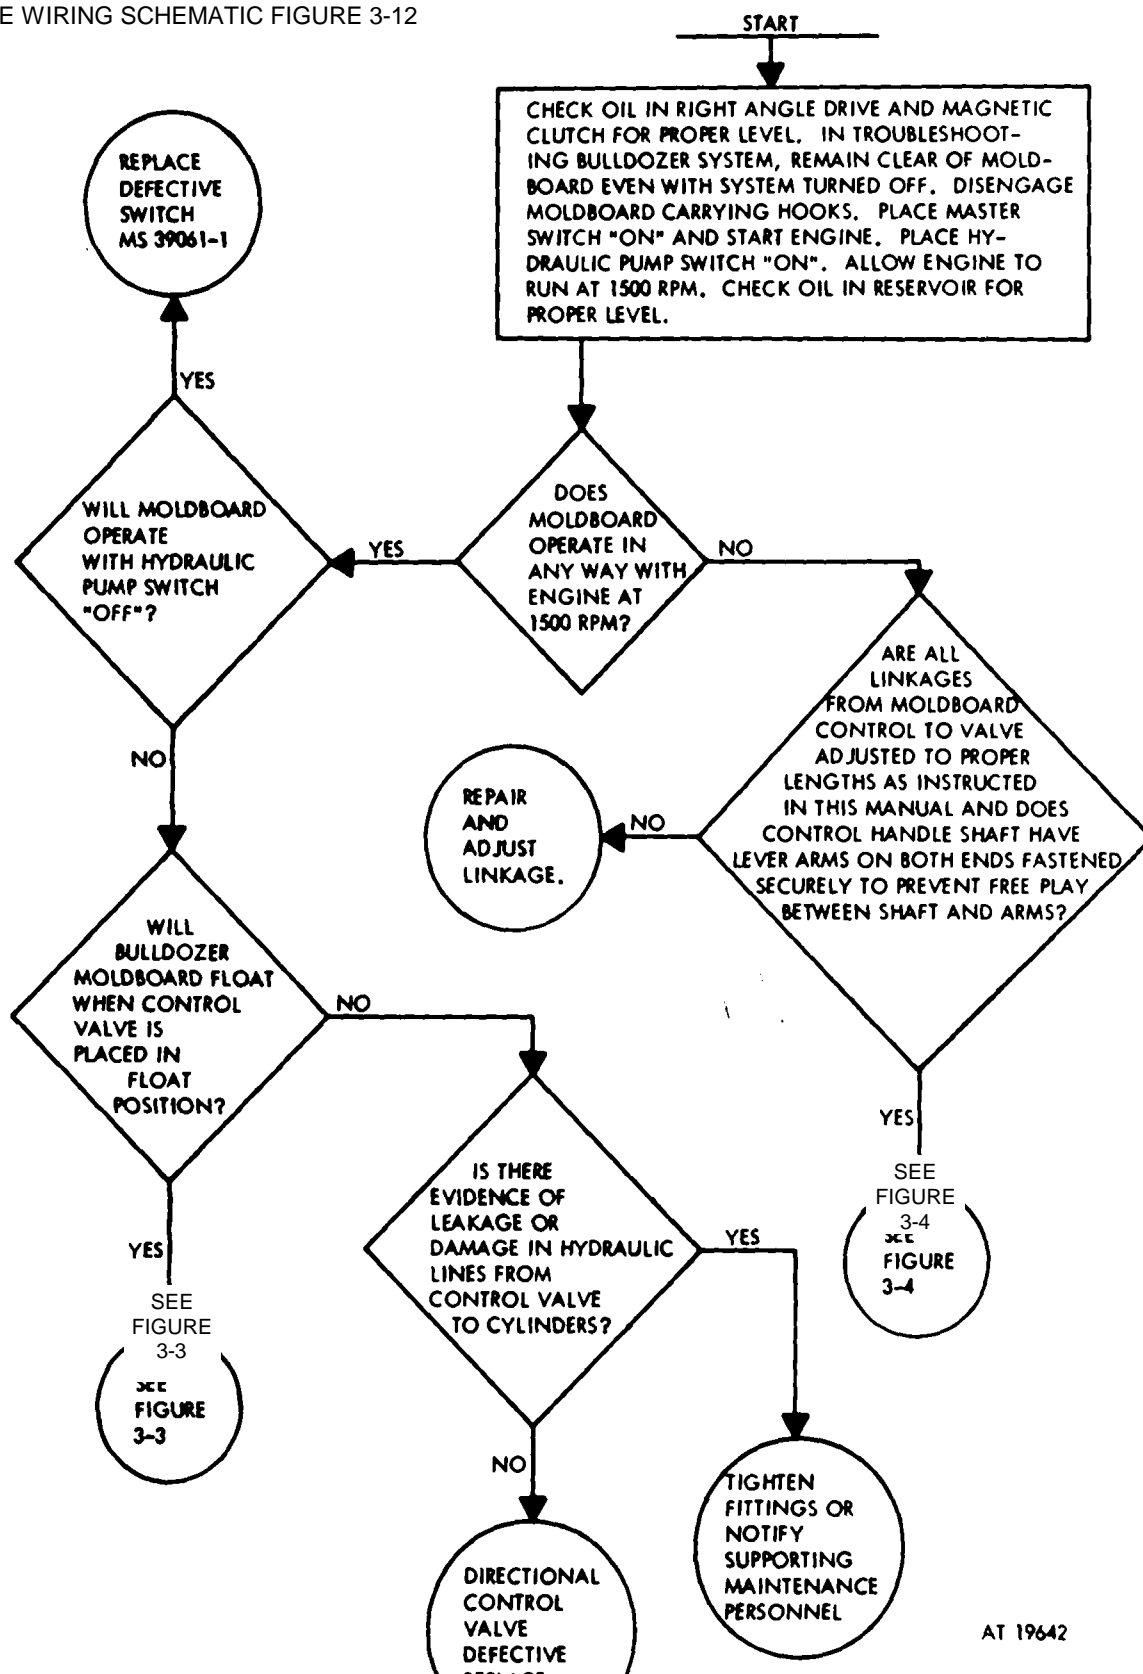 E WIRING SCHEMATIC FIGURE 3-12
START
CHECK OIL IN RIGHT ANGLE DRIVE AND MAGNETIC
CLUTCH FOR PROPER LEVEL. IN TROUBLESHOOT-
ING BULLDOZER SYSTEM, REMAIN CLEAR OF MOLD-
BOARD EVEN WITH SYSTEM TURNED OFF. DISENGAGE
MOLDBOARD CARRYING HOOKS. PLACE MASTER
SWITCH "ON" AND START ENGINE. PLACE HY-
DRAULIC PUMP SWITCH "ON". ALLOW ENGINE TO
RUN AT 1500 RPM. CHECK OIL IN RESERVOIR FOR
PROPER LEVEL.
REPLACE
DEFECTIVE
SWITCH
MS 39061-1
YES
WILL MOLDBOARD
OPERATE
WITH HYDRAULIC
PUMP SWITCH
"OFF"?
YES
DOES
MOLDBOARD
OPERATE IN
ANY WAY WITH
ENGINE AT
1500 RPM?
NO
ARE ALL
LINKAGES
FROM MOLDBOARD
CONTROL TO VALVE
ADJUSTED TO PROPER
LENGTHS AS INSTRUCTED
IN THIS MANUAL AND DOES
CONTROL HANDLE SHAFT HAVE
LEVER ARMS ON BOTH ENDS FASTENED
SECURELY TO PREVENT FREE PLAY
BETWEEN SHAFT AND ARMS?
NO
REPAIR
AND
ADJUST
LINKAGE.
NO
WILL
BULLDOZER
MOLDBOARD FLOAT
WHEN CONTROL
VALVE IS
PLACED IN
FLOAT
POSITION?
NO
YES
SEE
FIGURE
3-4
SEE
FIGURE
3-4
IS THERE
EVIDENCE OF
LEAKAGE OR
DAMAGE IN HYDRAULIC
LINES FROM
CONTROL VALVE
TO CYLINDERS?
YES
YES
SEE
FIGURE
3-3
SEE
FIGURE
3-3
NO
TIGHTEN
FITTINGS OR
NOTIFY
SUPPORTING
MAINTENANCE
PERSONNEL
DIRECTIONAL
CONTROL
VALVE
DEFECTIVE
AT 19642